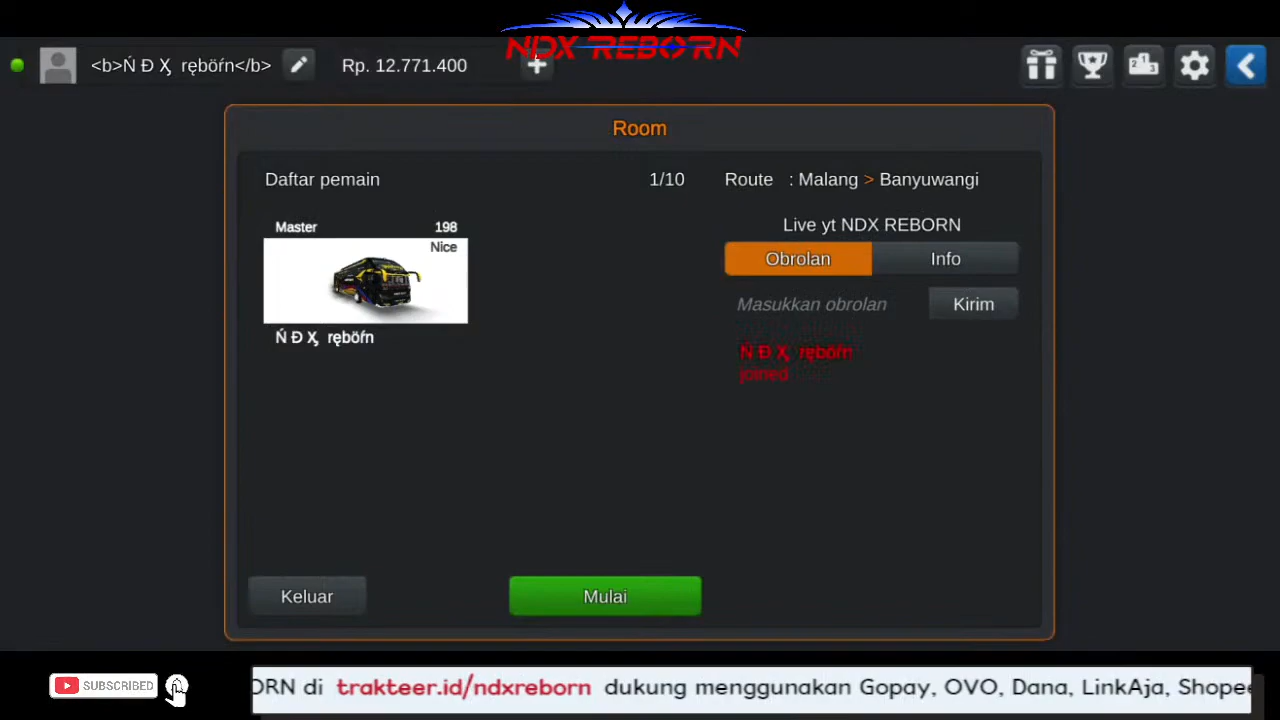 NDX REBORN
<b>Ń Đ Ҳ ręböŕn</b>
Rp. 12.771.400
Room
Daftar pemain
1/10
Route : Malang > Banyuwangi
Master 198
Nice
Ń Đ Ҳ ręböŕn
Live yt NDX REBORN
Obrolan
Info
Masukkan obrolan
Kirim
Ń Đ Ҳ ręböŕn
joined
Keluar
Mulai
SUBSCRIBED
ORN di trakteer.id/ndxreborn dukung menggunakan Gopay, OVO, Dana, LinkAja, Shopee